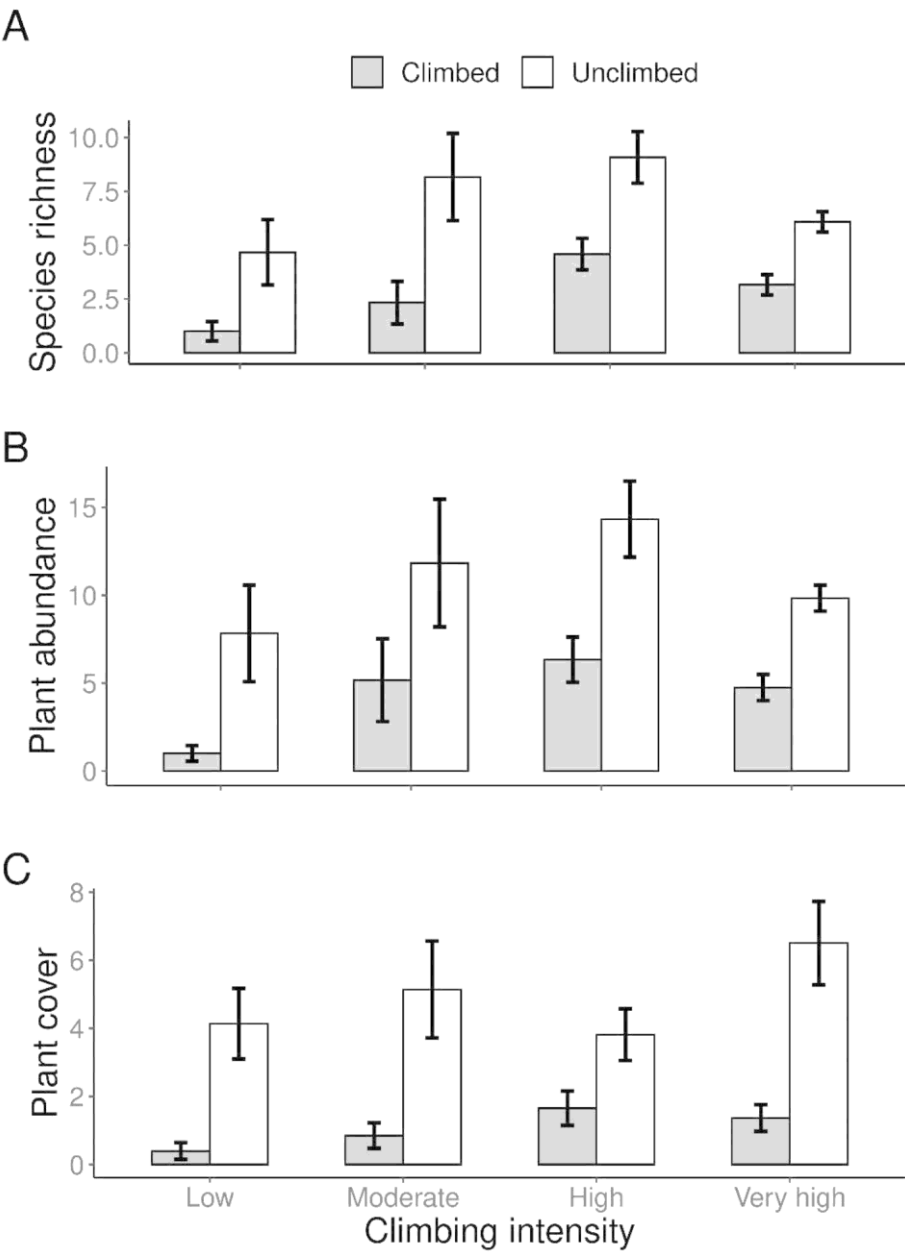 A
Climbed Unclimbed
Species richness
10.0
7.5
5.0
2.5
0.0
B
Plant abundance
15
10
5
0
C
Plant cover
8
6
4
2
0
Low Moderate High Very high
Climbing intensity